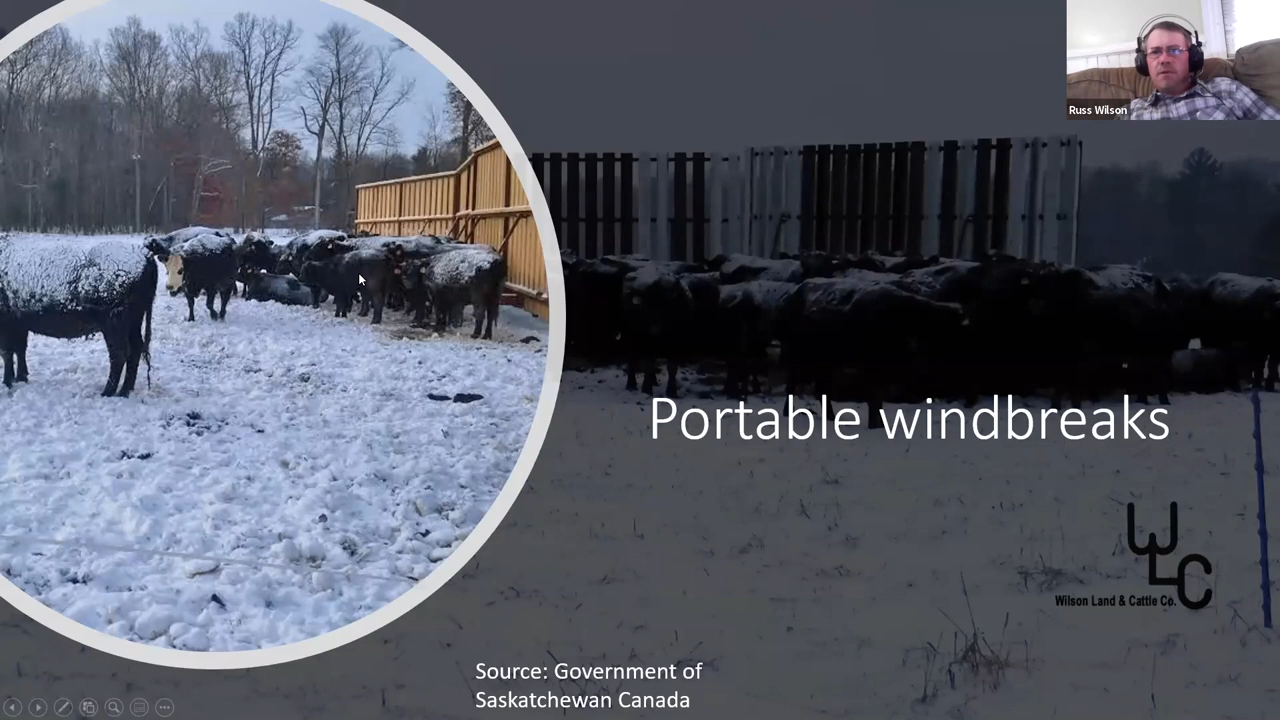 Russ Wilson
Portable windbreaks
WLC
Wilson Land & Cattle Co.
Source: Government of
Saskatchewan Canada